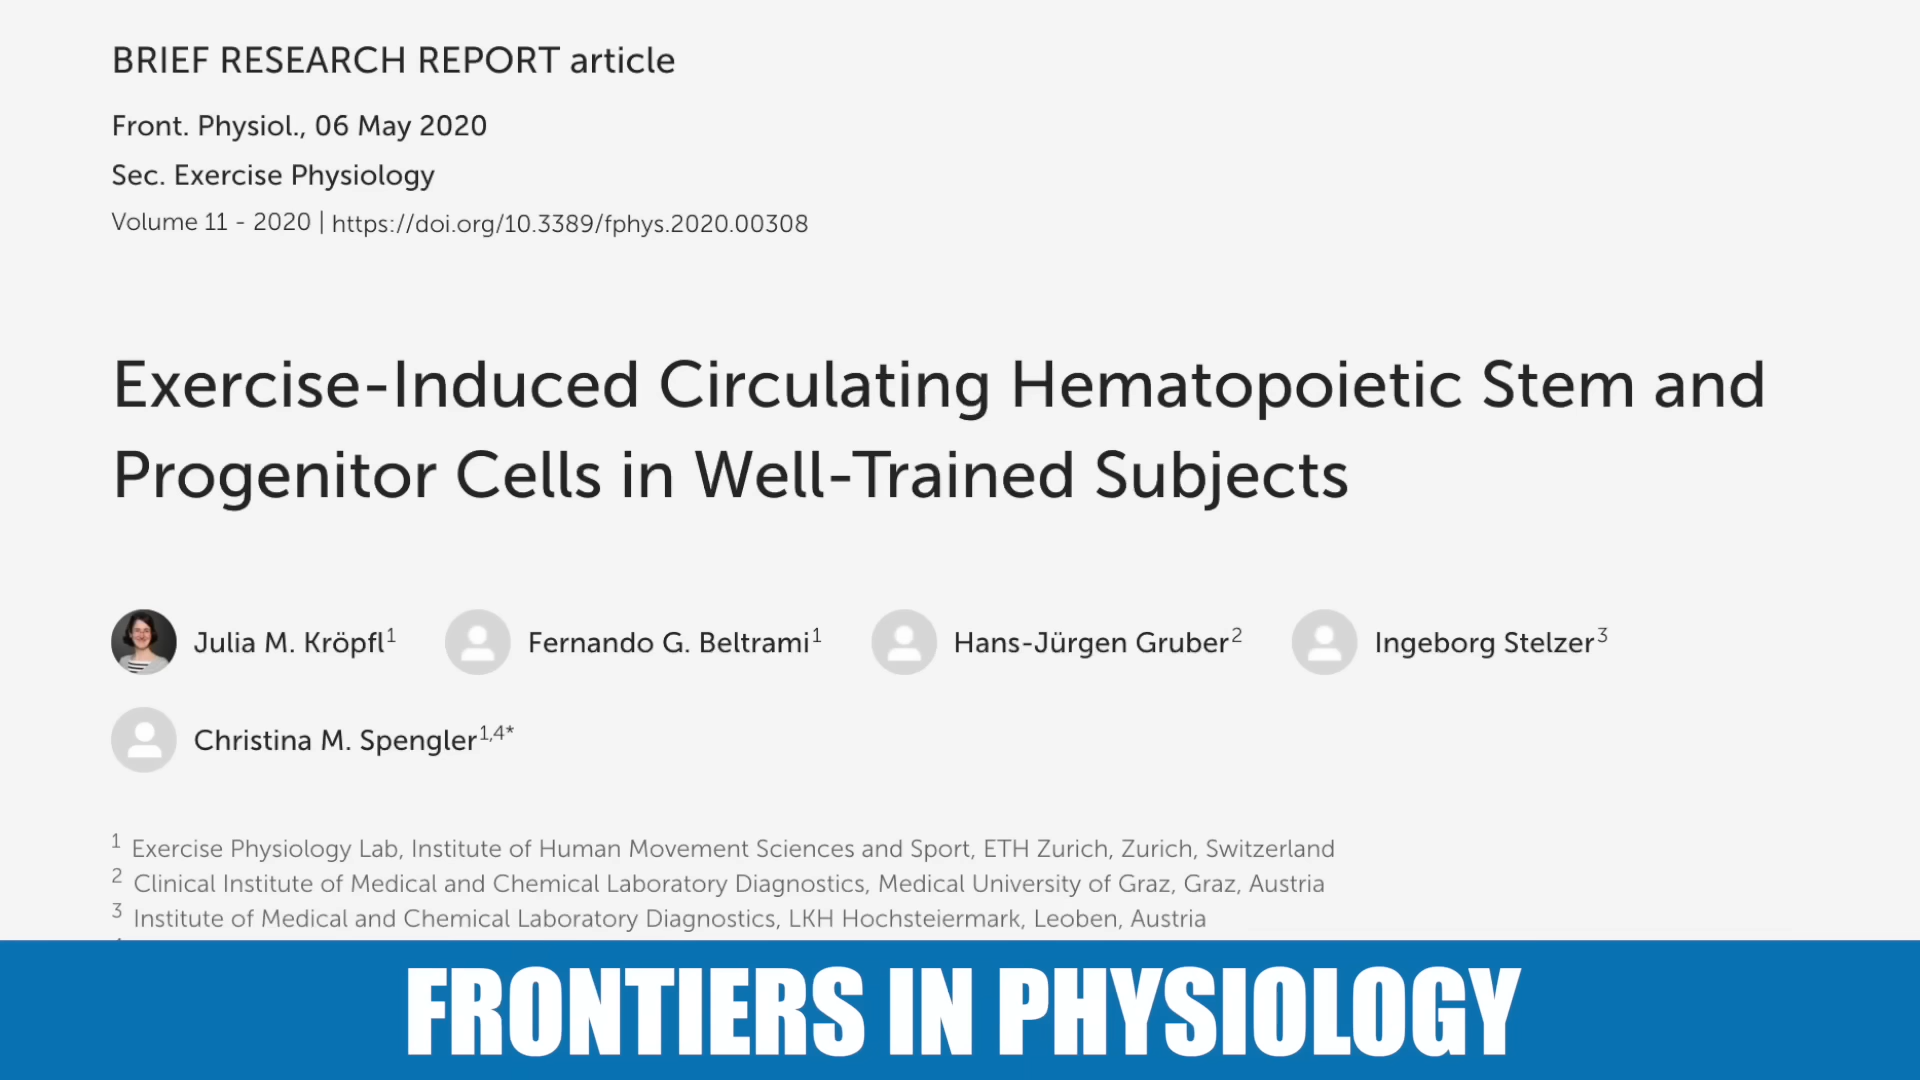 BRIEF RESEARCH REPORT article
Front. Physiol., 06 May 2020
Sec. Exercise Physiology
Volume 11 - 2020 | https://doi.org/10.3389/fphys.2020.00308
Exercise-Induced Circulating Hematopoietic Stem and
Progenitor Cells in Well-Trained Subjects
Julia M. Kröpfl1 Fernando G. Beltrami1 Hans-Jürgen Gruber2 Ingeborg Stelzer3
Christina M. Spengler1,4*
1 Exercise Physiology Lab, Institute of Human Movement Sciences and Sport, ETH Zurich, Zurich, Switzerland
2 Clinical Institute of Medical and Chemical Laboratory Diagnostics, Medical University of Graz, Graz, Austria
3 Institute of Medical and Chemical Laboratory Diagnostics, LKH Hochsteiermark, Leoben, Austria
FRONTIERS IN PHYSIOLOGY